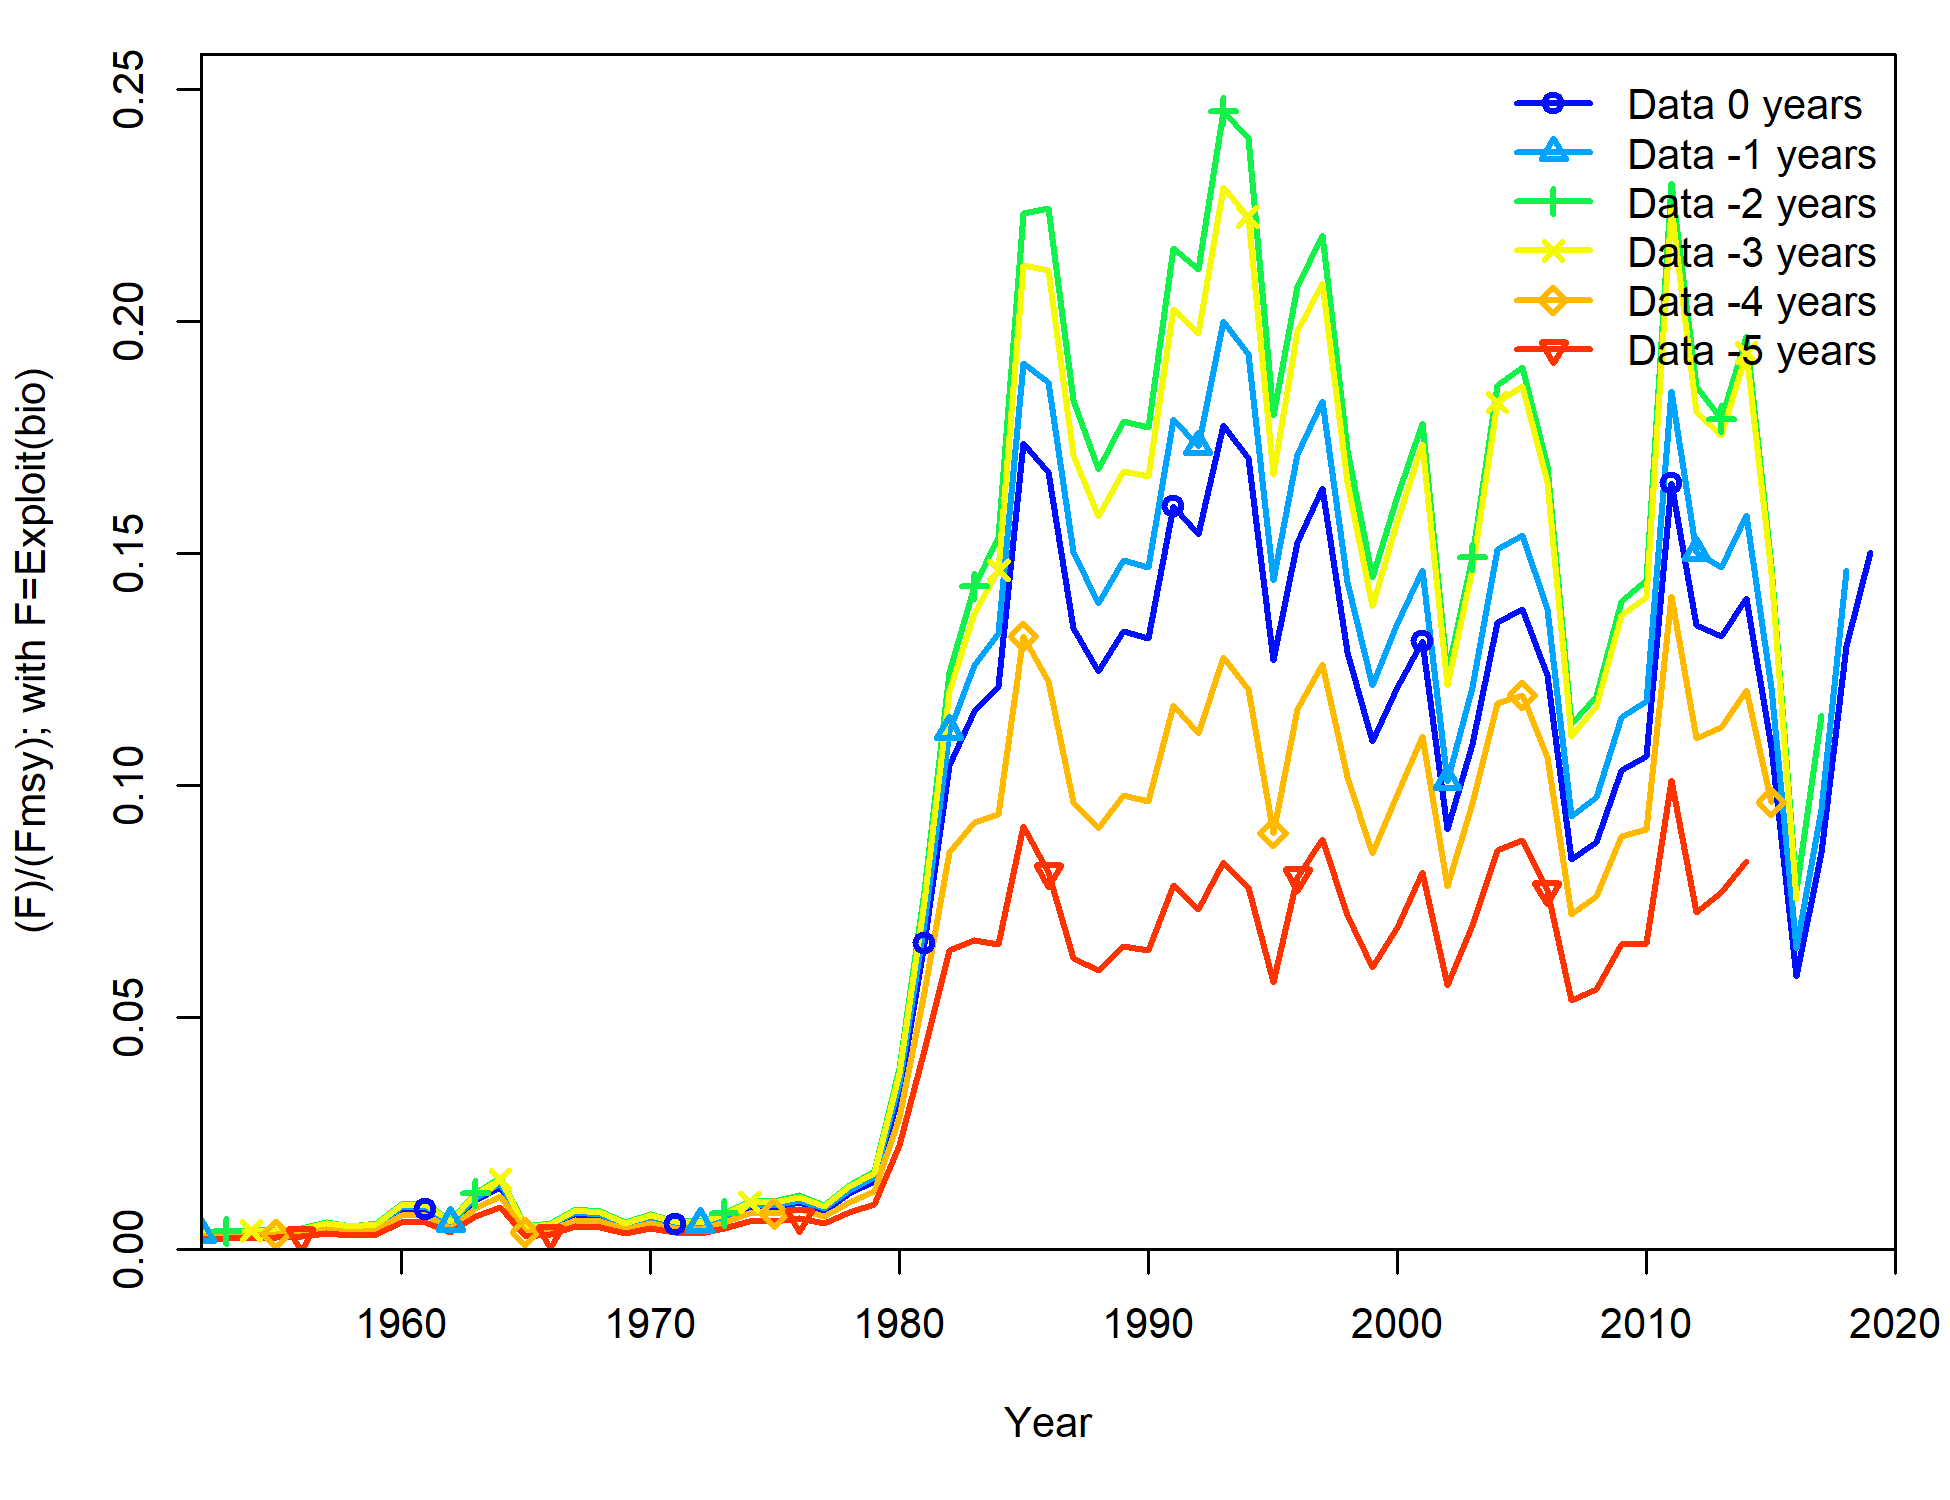 (F)/(Fmsy); with F=Exploit(bio)
0.25
0.20
0.15
0.10
0.05
0.00
Data 0 years
Data -1 years
Data -2 years
Data -3 years
Data -4 years
Data -5 years
1960 1970 1980 1990 2000 2010 2020
Year